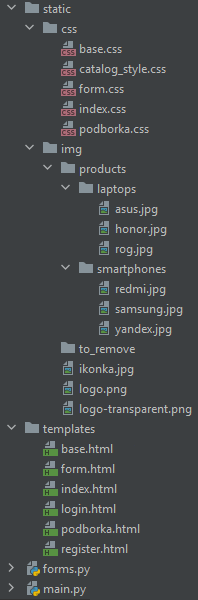 static
css
base.css
catalog_style.css
form.css
index.css
podborka.css
img
products
laptops
asus.jpg
honor.jpg
rog.jpg
smartphones
redmi.jpg
samsung.jpg
yandex.jpg
to_remove
ikonka.jpg
logo.png
logo-transparent.png
templates
base.html
form.html
index.html
login.html
podborka.html
register.html
forms.py
main.py